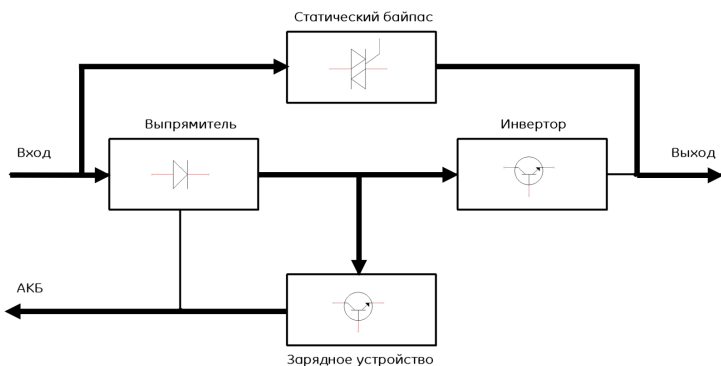 Статический байпас
Выпрямитель
Инвертор
Вход
Выход
АКБ
Зарядное устройство